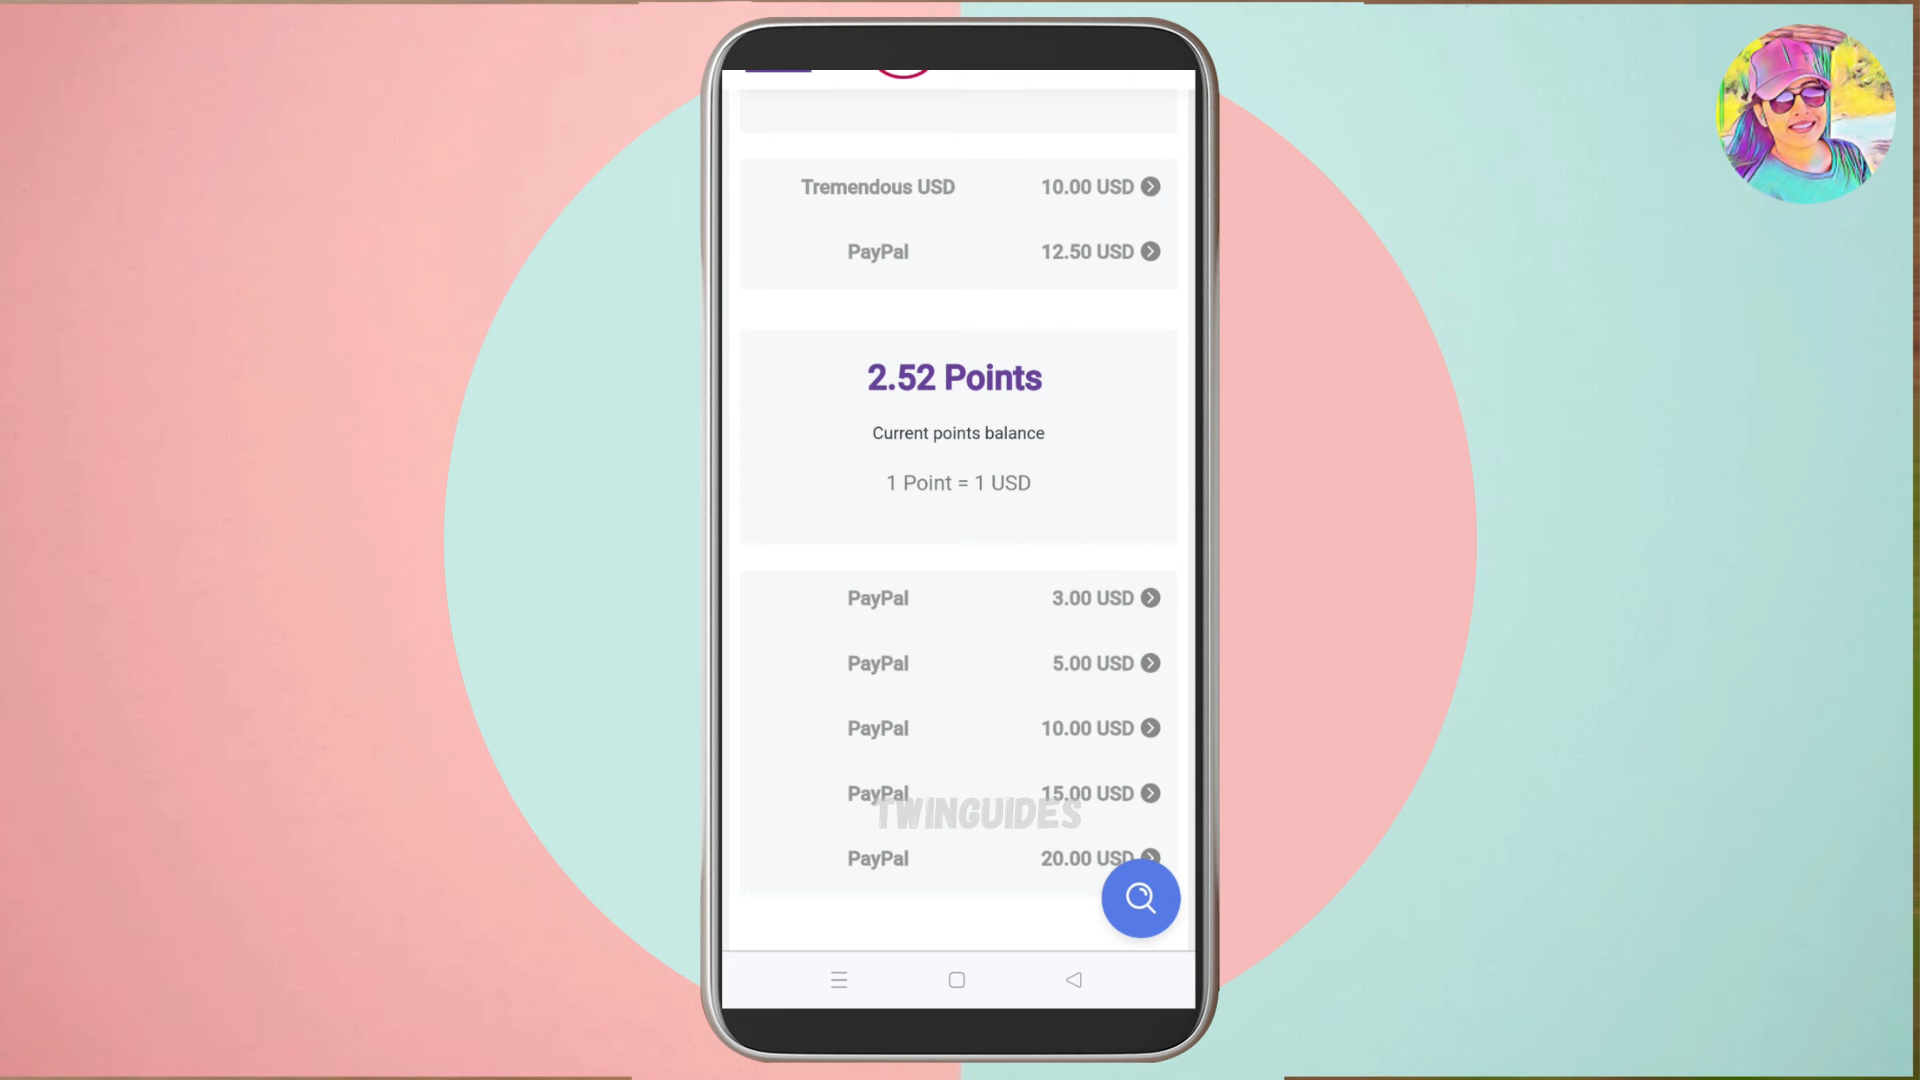 Tremendous USD 10.00 USD
PayPal 12.50 USD
2.52 Points
Current points balance
1 Point = 1 USD
PayPal 3.00 USD
PayPal 5.00 USD
PayPal 10.00 USD
PayPal 15.00 USD
TWINGUIDES
PayPal 20.00 USD